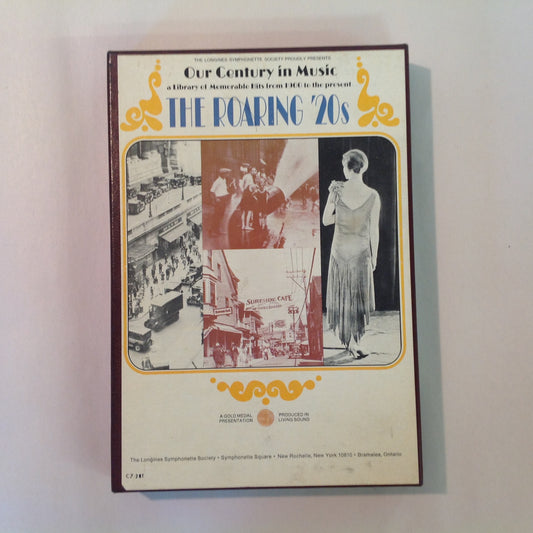 THE LONGINES SYMPHONETTE SOCIETY PROUDLY PRESENTS
Our Century in Music
a Library of Memorable Hits from 1900 to the present
THE ROARING '20s
CAFE
A GOLD MEDAL PRESENTATION
PRODUCED IN LIVING SOUND
The Longines Symphonette Society • Symphonette Square • New Rochelle, New York 10810 • Bramalea, Ontario